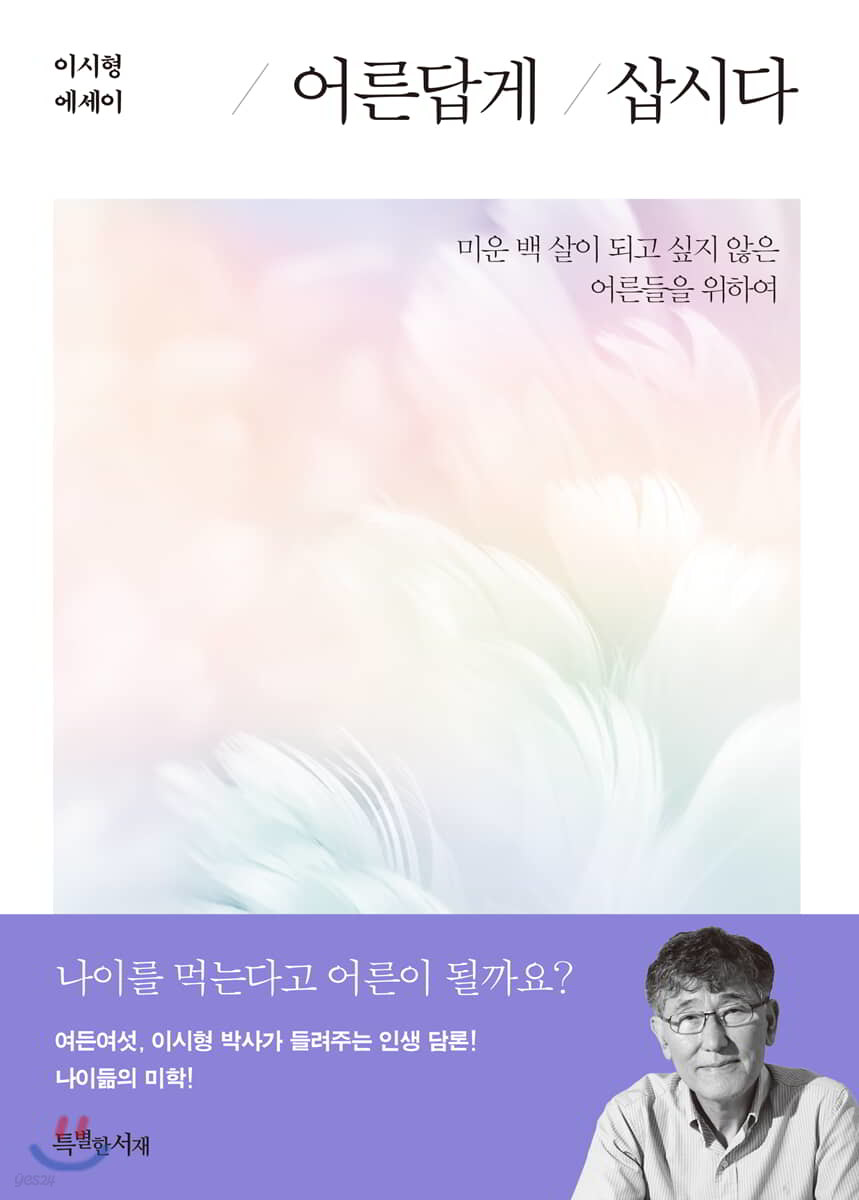 이시형
에세이
어른답게 / 삽시다
미운 백 살이 되고 싶지 않은
어른들을 위하여
나이를 먹는다고 어른이 될까요?
여든여섯, 이시형 박사가 들려주는 인생 담론!
나이듦의 미학!
특별한서재
yes24